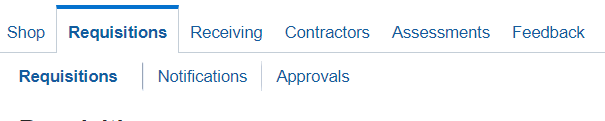 Shop Requisitions Receiving Contractors Assessments Feedback
Requisitions Notifications Approvals